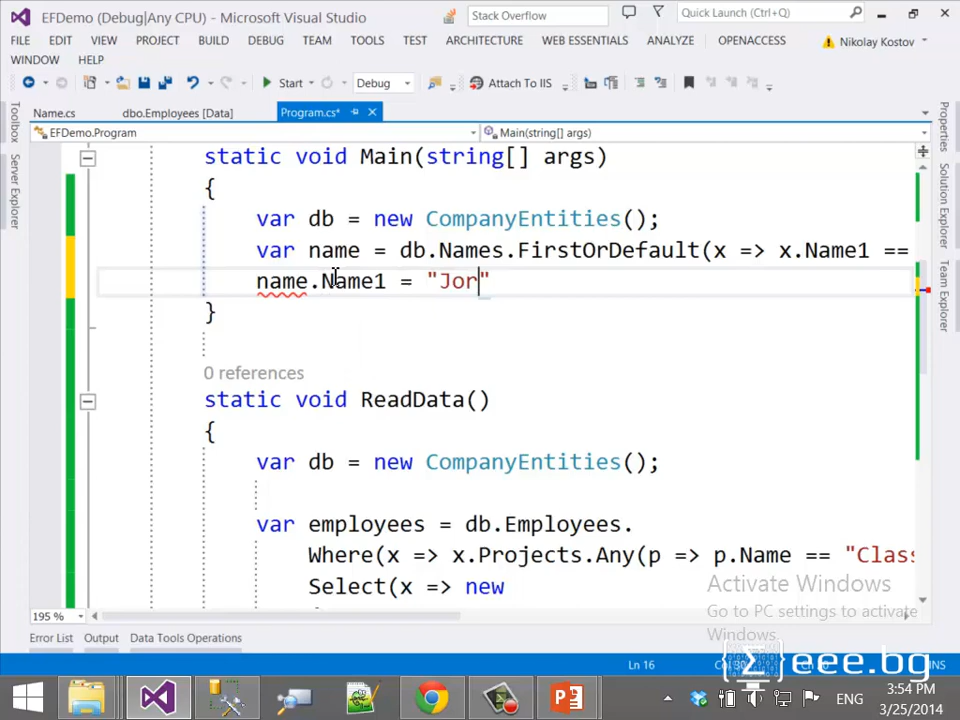 EFDemo (Debug|Any CPU) - Microsoft Visual Studio
Stack Overflow
Quick Launch (Ctrl+Q)
FILE EDIT VIEW PROJECT BUILD DEBUG TEAM TOOLS TEST ARCHITECTURE WEB ESSENTIALS ANALYZE OPENACCESS Nikolay Kostov
WINDOW HELP
Start Debug Attach To IIS
Name.cs dbo.Employees [Data] Program.cs*
EFDemo.Program Main(string[] args)
Toolbox
Server Explorer
Properties
Solution Explorer
Team Explorer
static void Main(string[] args)
{
var db = new CompanyEntities();
var name = db.Names.FirstOrDefault(x => x.Name1 ==
name.Name1 = "Jor"
}
0 references
static void ReadData()
{
var db = new CompanyEntities();
var employees = db.Employees.
Where(x => x.Projects.Any(p => p.Name == "Class
Select(x => new
Activate Windows
Go to PC settings to activate
Windows.
195 %
Error List Output Data Tools Operations
Ln 16
eee.bg
ENG
3:54 PM
3/25/2014